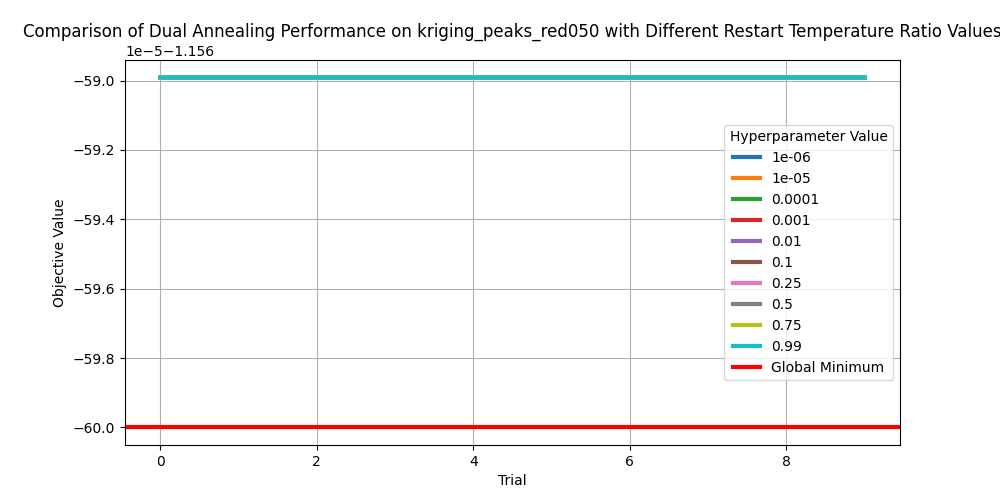 Comparison of Dual Annealing Performance on kriging_peaks_red050 with Different Restart Temperature Ratio Values
1e−5−1.156
−59.0
−59.2
−59.4
−59.6
−59.8
−60.0
Objective Value
Hyperparameter Value
1e-06
1e-05
0.0001
0.001
0.01
0.1
0.25
0.5
0.75
0.99
Global Minimum
0 2 4 6 8
Trial